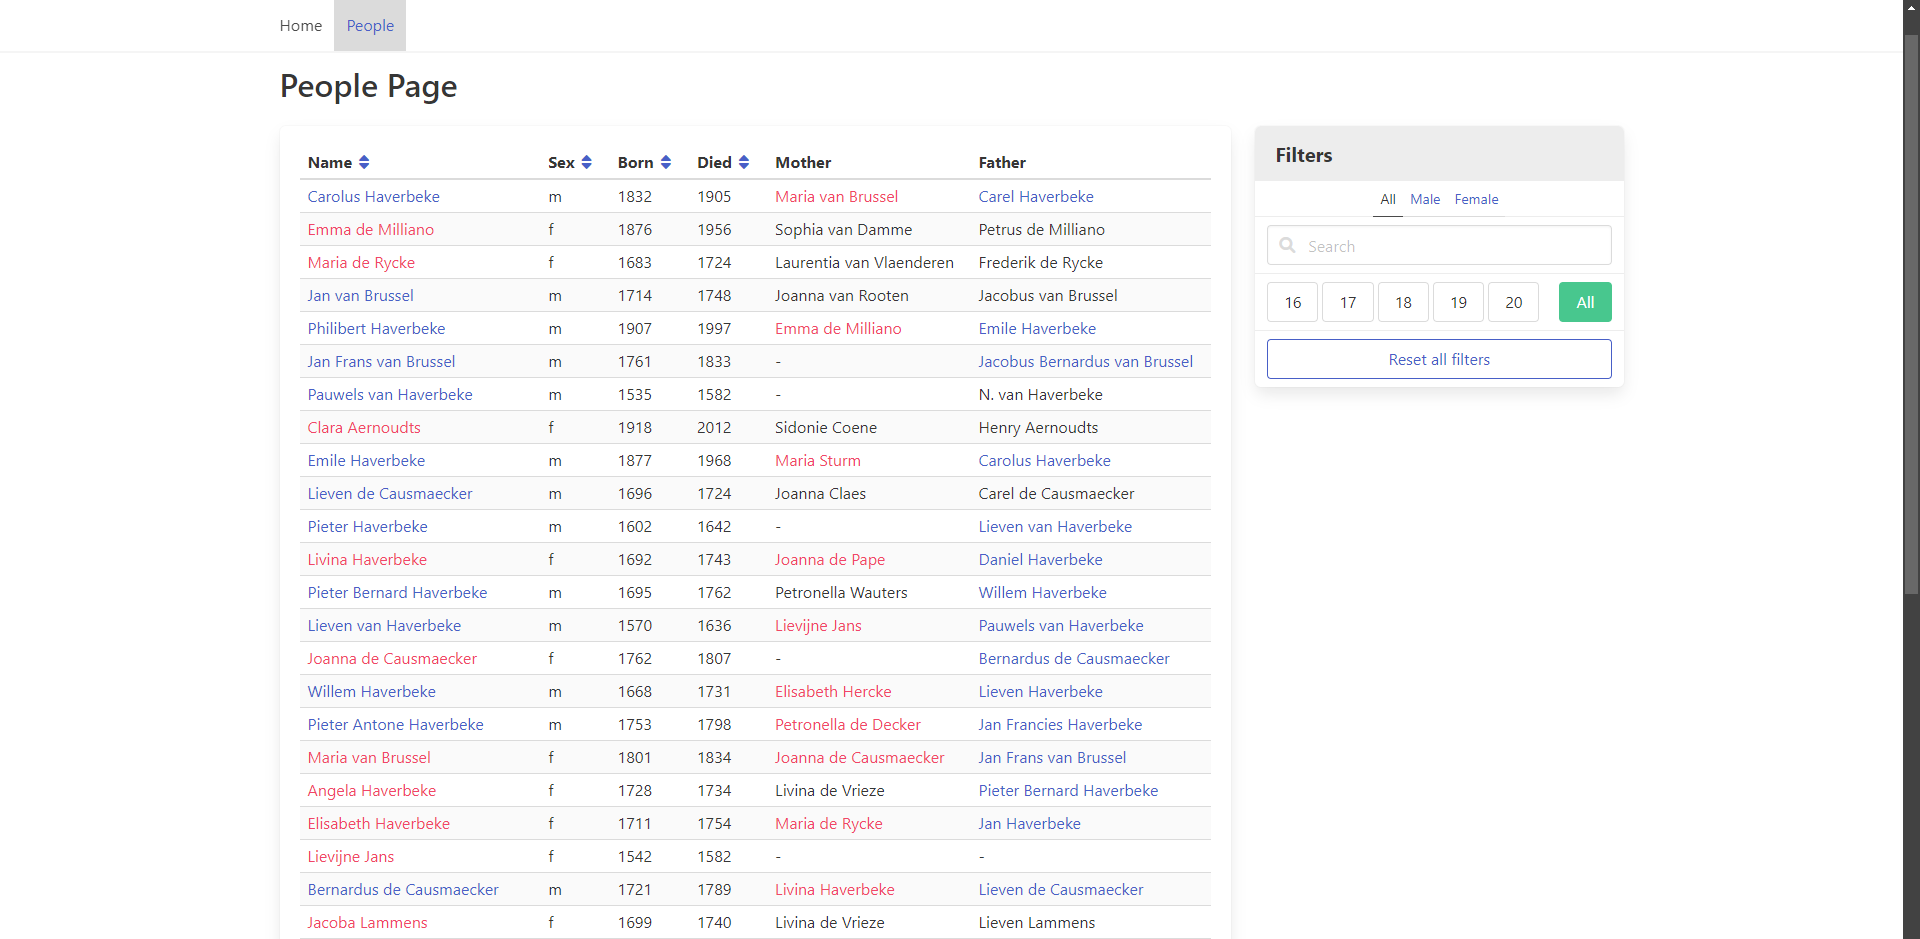 Home People
People Page
Name Sex Born Died Mother Father
Carolus Haverbeke m 1832 1905 Maria van Brussel Carel Haverbeke
Emma de Milliano f 1876 1956 Sophia van Damme Petrus de Milliano
Maria de Rycke f 1683 1724 Laurentia van Vlaenderen Frederik de Rycke
Jan van Brussel m 1714 1748 Joanna van Rooten Jacobus van Brussel
Philibert Haverbeke m 1907 1997 Emma de Milliano Emile Haverbeke
Jan Frans van Brussel m 1761 1833 - Jacobus Bernardus van Brussel
Pauwels van Haverbeke m 1535 1582 - N. van Haverbeke
Clara Aernoudts f 1918 2012 Sidonie Coene Henry Aernoudts
Emile Haverbeke m 1877 1968 Maria Sturm Carolus Haverbeke
Lieven de Causmaecker m 1696 1724 Joanna Claes Carel de Causmaecker
Pieter Haverbeke m 1602 1642 - Lieven van Haverbeke
Livina Haverbeke f 1692 1743 Joanna de Pape Daniel Haverbeke
Pieter Bernard Haverbeke m 1695 1762 Petronella Wauters Willem Haverbeke
Lieven van Haverbeke m 1570 1636 Lievijne Jans Pauwels van Haverbeke
Joanna de Causmaecker f 1762 1807 - Bernardus de Causmaecker
Willem Haverbeke m 1668 1731 Elisabeth Hercke Lieven Haverbeke
Pieter Antone Haverbeke m 1753 1798 Petronella de Decker Jan Francies Haverbeke
Maria van Brussel f 1801 1834 Joanna de Causmaecker Jan Frans van Brussel
Angela Haverbeke f 1728 1734 Livina de Vrieze Pieter Bernard Haverbeke
Elisabeth Haverbeke f 1711 1754 Maria de Rycke Jan Haverbeke
Lievijne Jans f 1542 1582 - -
Bernardus de Causmaecker m 1721 1789 Livina Haverbeke Lieven de Causmaecker
Jacoba Lammens f 1699 1740 Livina de Vrieze Lieven Lammens
Filters
All Male Female
Search
16 17 18 19 20 All
Reset all filters